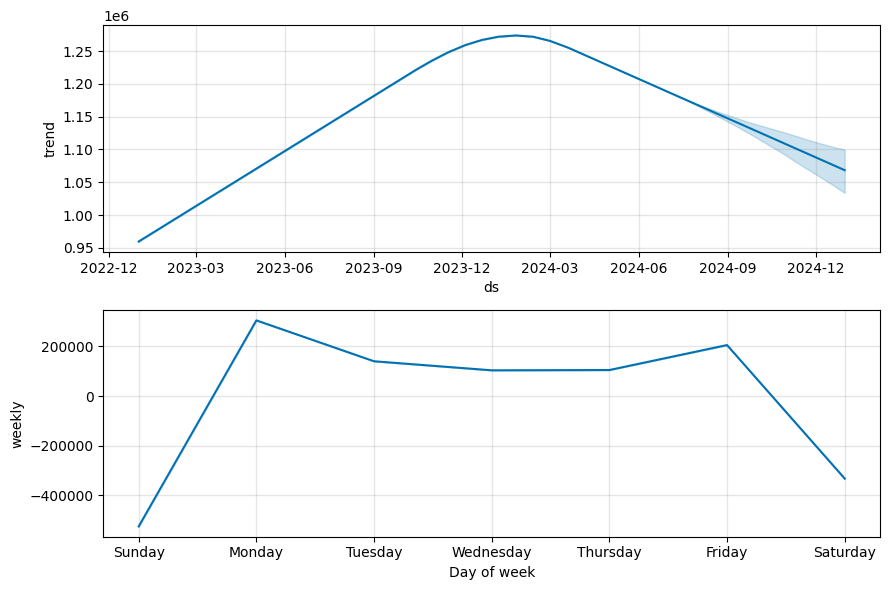 1e6
1.25
1.20
1.15
1.10
1.05
1.00
0.95
trend
2022-12 2023-03 2023-06 2023-09 2023-12 2024-03 2024-06 2024-09 2024-12
ds
200000
0
−200000
−400000
weekly
Sunday Monday Tuesday Wednesday Thursday Friday Saturday
Day of week